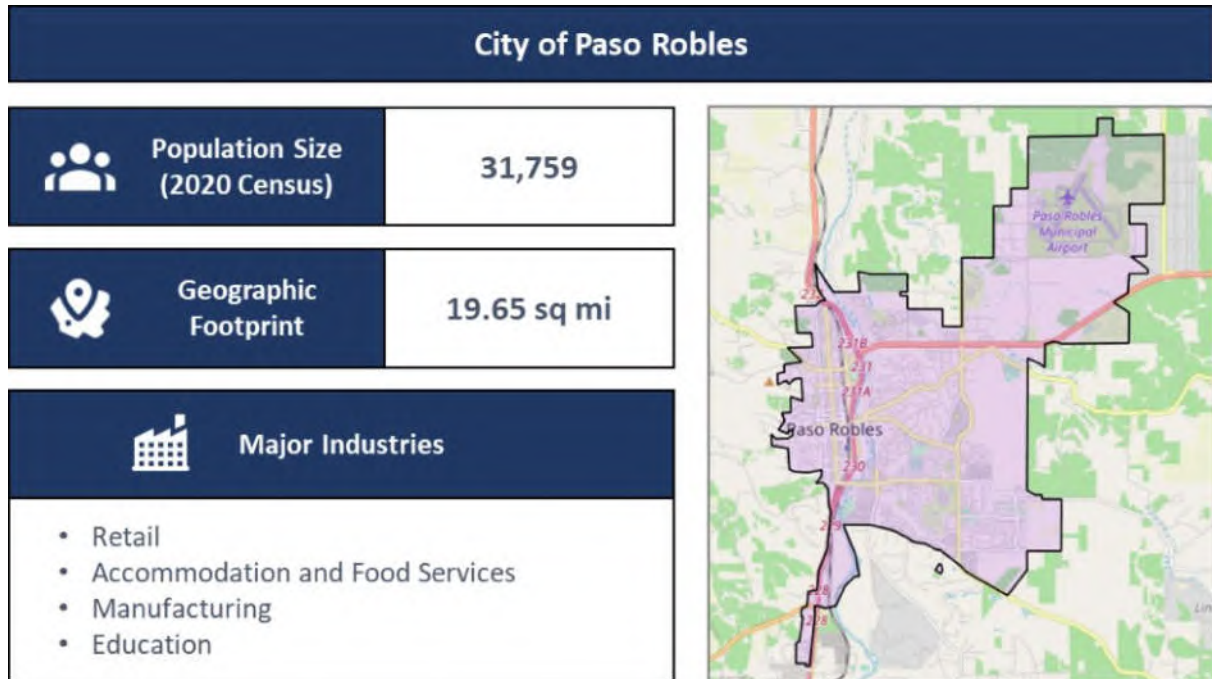 City of Paso Robles
Population Size
(2020 Census)
31,759
Geographic
Footprint
19.65 sq mi
Major Industries
• Retail
• Accommodation and Food Services
• Manufacturing
• Education
Paso Robles
Municipal
Airport
231B
231
231A
Paso Robles
230
229
228